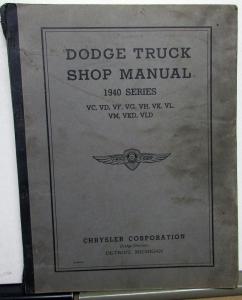 DODGE TRUCK
SHOP MANUAL
1940 SERIES
VC, VD, VF, VG, VH, VK, VL,
VM, VKD, VLD
CHRYSLER CORPORATION
DETROIT, MICHIGAN